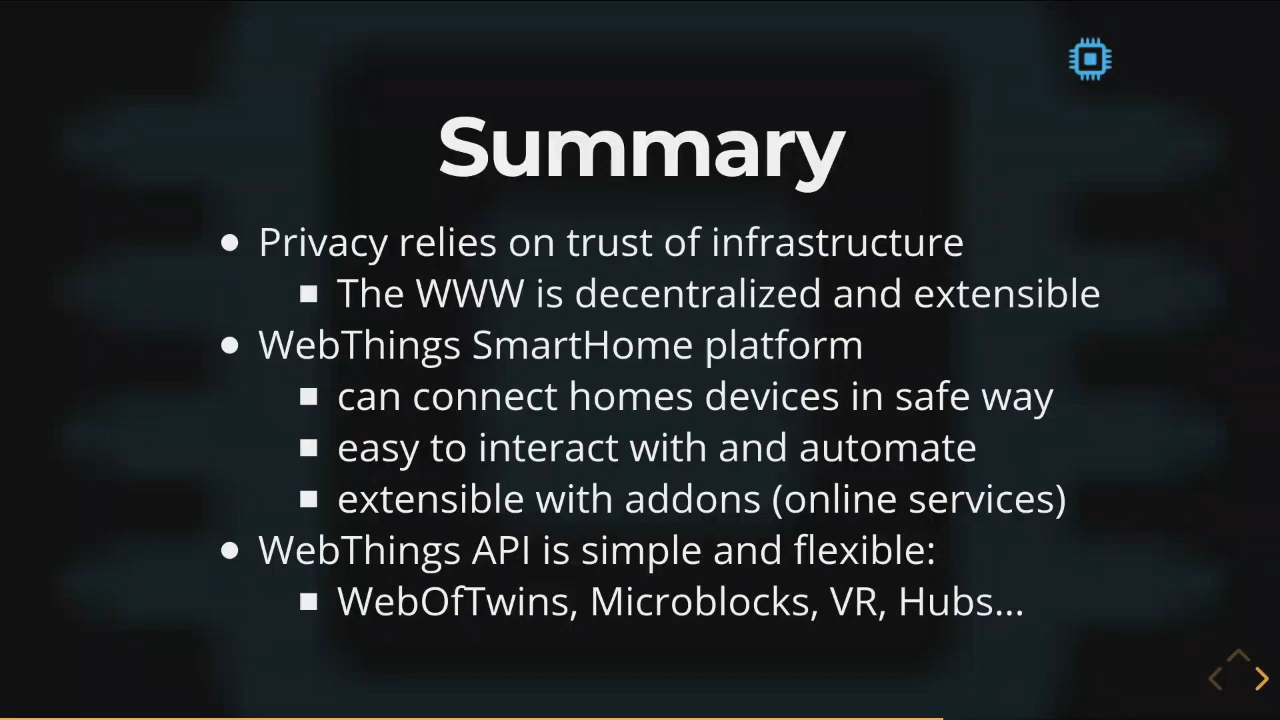 Summary
Privacy relies on trust of infrastructure
The WWW is decentralized and extensible
WebThings SmartHome platform
can connect homes devices in safe way
easy to interact with and automate
extensible with addons (online services)
WebThings API is simple and flexible:
WebOfTwins, Microblocks, VR, Hubs...